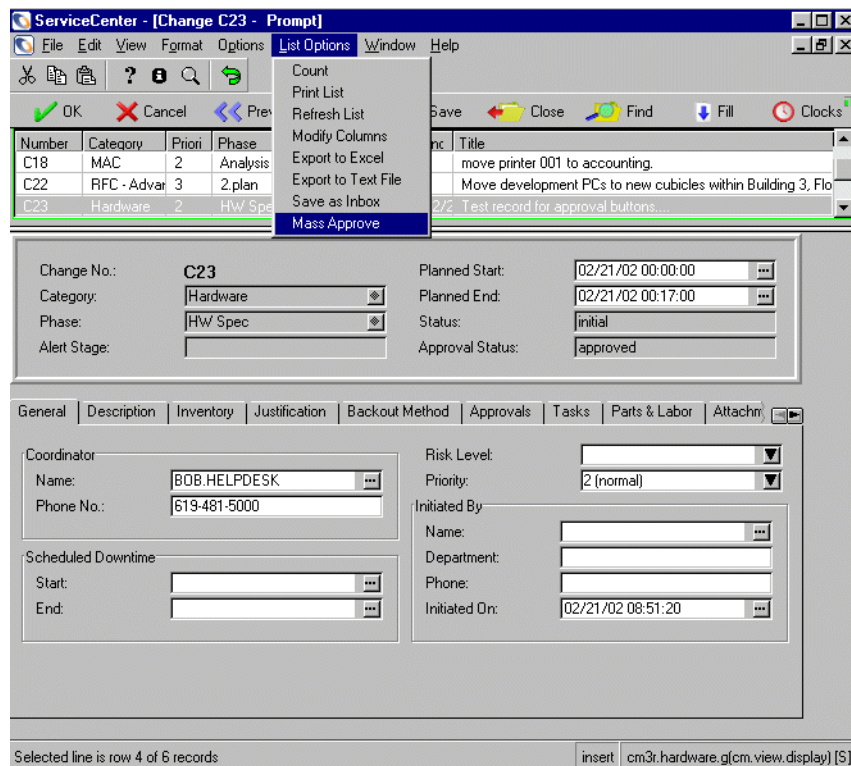 ServiceCenter - [Change C23 - Prompt]
File Edit View Format Options List Options Window Help
Count
Print List
Refresh List
Modify Columns
Export to Excel
Export to Text File
Save as Inbox
Mass Approve
OK Cancel Close Find Fill Clocks
Number Category Priori Phase Title
C18 MAC 2 Analysis move printer 001 to accounting.
C22 RFC - Advar 3 2.plan Move development PCs to new cubicles within Building 3, Flo
C23 Hardware 2 HW Spe 2/2 Test record for approval buttons....
Change No.: C23
Category: Hardware
Phase: HW Spec
Alert Stage:
Planned Start: 02/21/02 00:00:00
Planned End: 02/21/02 00:17:00
Status: initial
Approval Status: approved
General Description Inventory Justification Backout Method Approvals Tasks Parts & Labor Attachm
Coordinator
Name: BOB.HELPDESK
Phone No.: 619-481-5000
Scheduled Downtime
Start:
End:
Risk Level:
Priority: 2 (normal)
Initiated By
Name:
Department:
Phone:
Initiated On: 02/21/02 08:51:20
Selected line is row 4 of 6 records
insert cm3r.hardware.g(cm.view.display) [S]